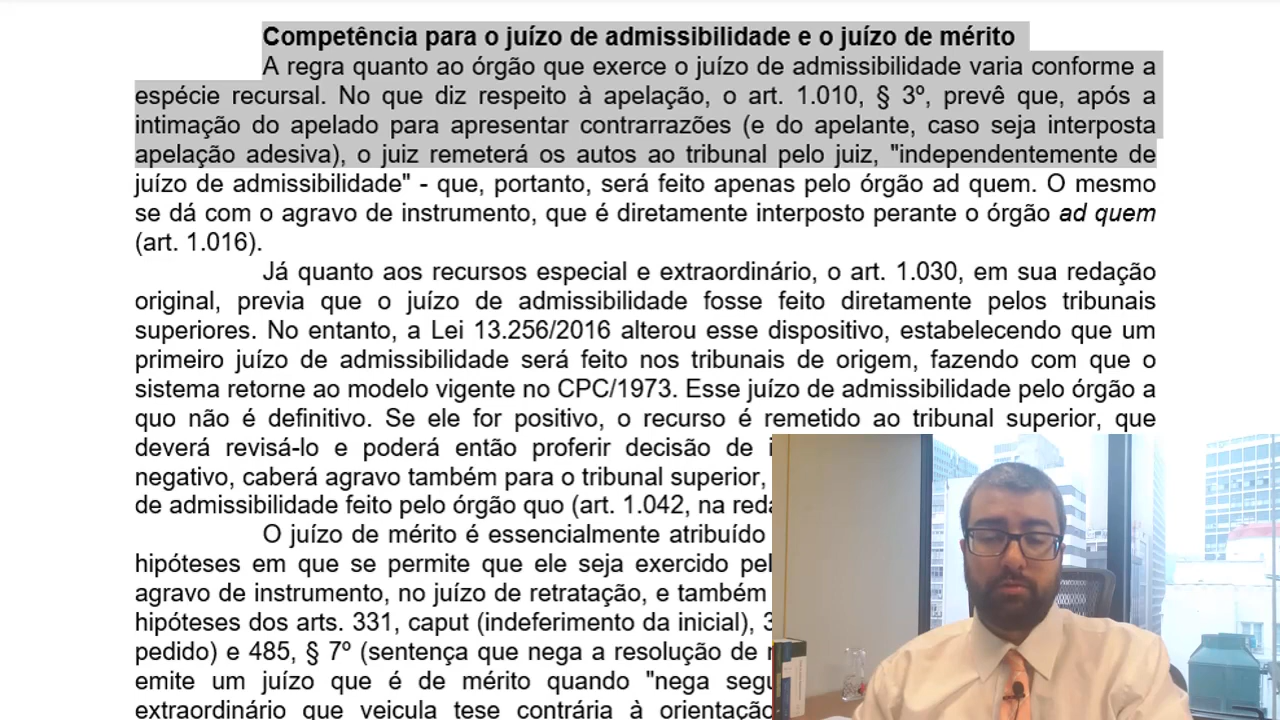 Competência para o juízo de admissibilidade e o juízo de mérito
A regra quanto ao órgão que exerce o juízo de admissibilidade varia conforme a
espécie recursal. No que diz respeito à apelação, o art. 1.010, § 3º, prevê que, após a
intimação do apelado para apresentar contrarrazões (e do apelante, caso seja interposta
apelação adesiva), o juiz remeterá os autos ao tribunal pelo juiz, "independentemente de
juízo de admissibilidade" - que, portanto, será feito apenas pelo órgão ad quem. O mesmo
se dá com o agravo de instrumento, que é diretamente interposto perante o órgão ad quem
(art. 1.016).
Já quanto aos recursos especial e extraordinário, o art. 1.030, em sua redação
original, previa que o juízo de admissibilidade fosse feito diretamente pelos tribunais
superiores. No entanto, a Lei 13.256/2016 alterou esse dispositivo, estabelecendo que um
primeiro juízo de admissibilidade será feito nos tribunais de origem, fazendo com que o
sistema retorne ao modelo vigente no CPC/1973. Esse juízo de admissibilidade pelo órgão a
quo não é definitivo. Se ele for positivo, o recurso é remetido ao tribunal superior, que
deverá revisá-lo e poderá então proferir decisão de
negativo, caberá agravo também para o tribunal superior,
de admissibilidade feito pelo órgão quo (art. 1.042, na
O juízo de mérito é essencialmente atribuído
hipóteses em que se permite que ele seja exercido
agravo de instrumento, no juízo de retratação, e também
hipóteses dos arts. 331, caput (indeferimento da inicial),
pedido) e 485, § 7º (sentença que nega a resolução de
emite um juízo que é de mérito quando "nega
extraordinário que veicula tese contrária à orientação